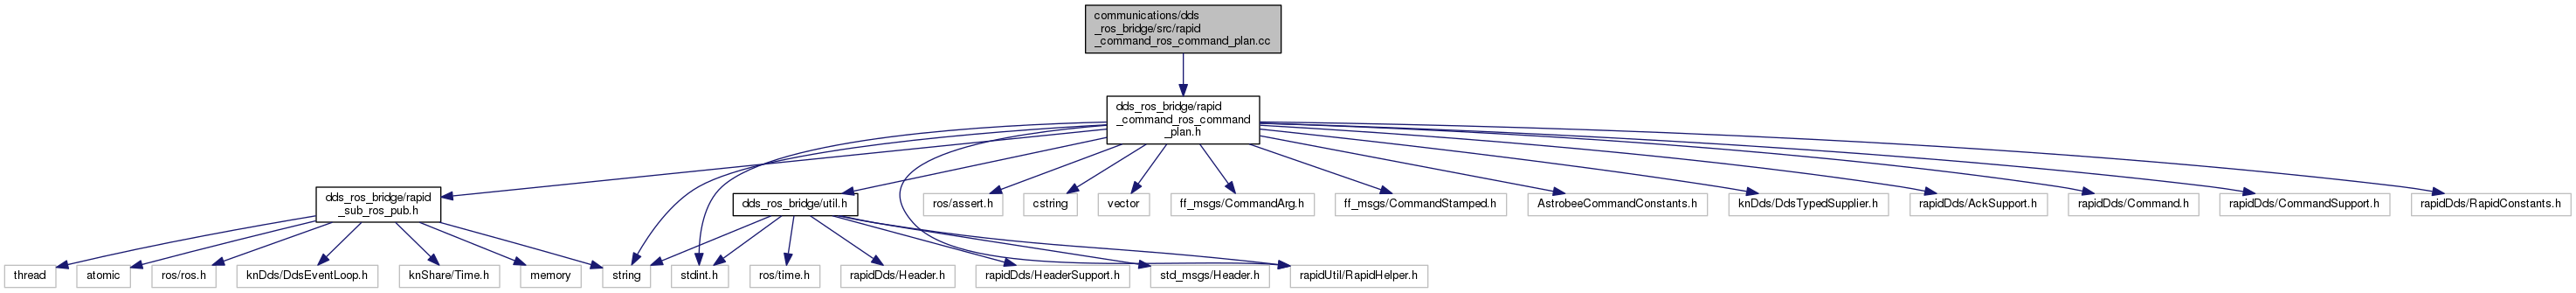 communications/dds
_ros_bridge/src/rapid
_command_ros_command_plan.cc
dds_ros_bridge/rapid
_command_ros_command
_plan.h
dds_ros_bridge/rapid
_sub_ros_pub.h
dds_ros_bridge/util.h
ros/assert.h
cstring
vector
ff_msgs/CommandArg.h
ff_msgs/CommandStamped.h
AstrobeeCommandConstants.h
knDds/DdsTypedSupplier.h
rapidDds/AckSupport.h
rapidDds/Command.h
rapidDds/CommandSupport.h
rapidDds/RapidConstants.h
thread
atomic
ros/ros.h
knDds/DdsEventLoop.h
knShare/Time.h
memory
string
stdint.h
ros/time.h
rapidDds/Header.h
rapidDds/HeaderSupport.h
std_msgs/Header.h
rapidUtil/RapidHelper.h